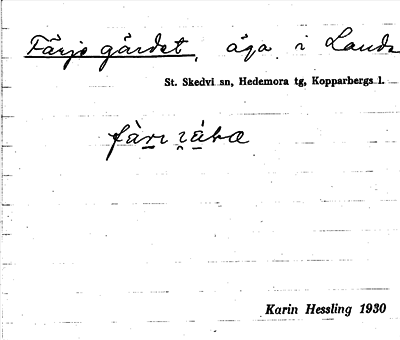 Färjegärdet, äga i Landa
St. Skedvi sn, Hedemora tg, Kopparbergs l.
Karin Hessling 1930